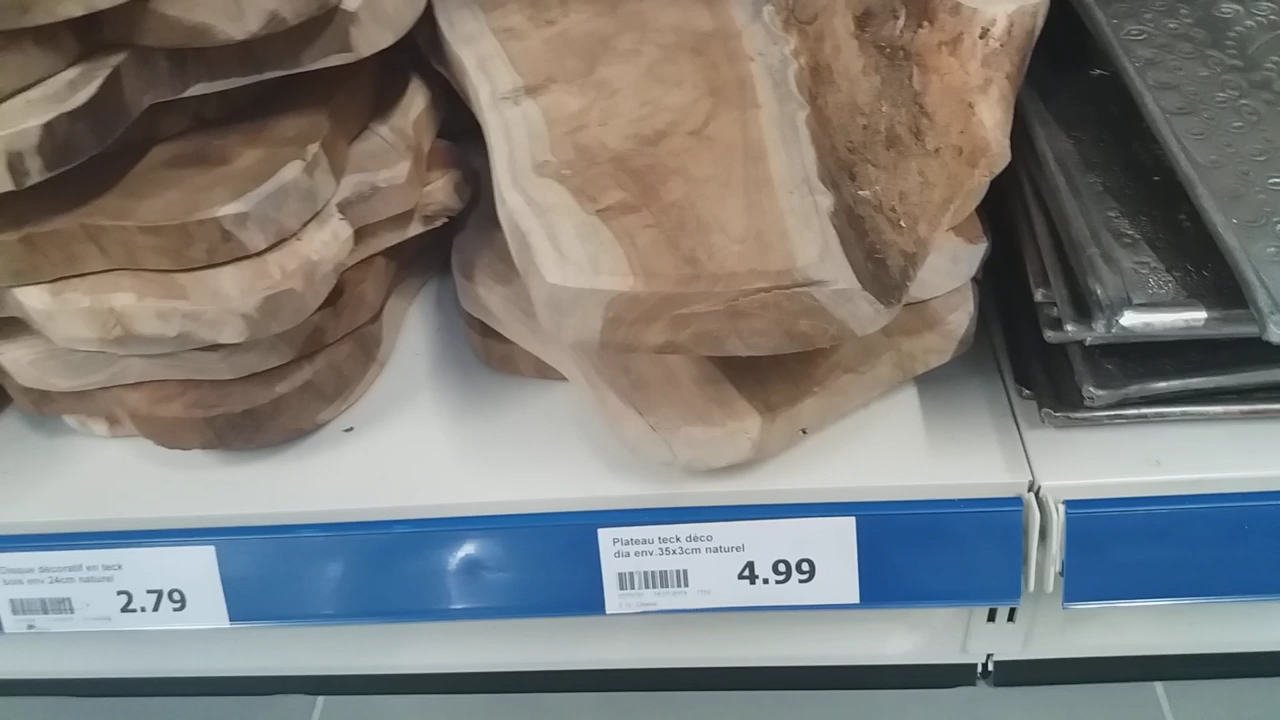 Disque décoratif en teck
bois env.24cm naturel
2.79
Plateau teck déco
dia env.35x3cm naturel
4.99